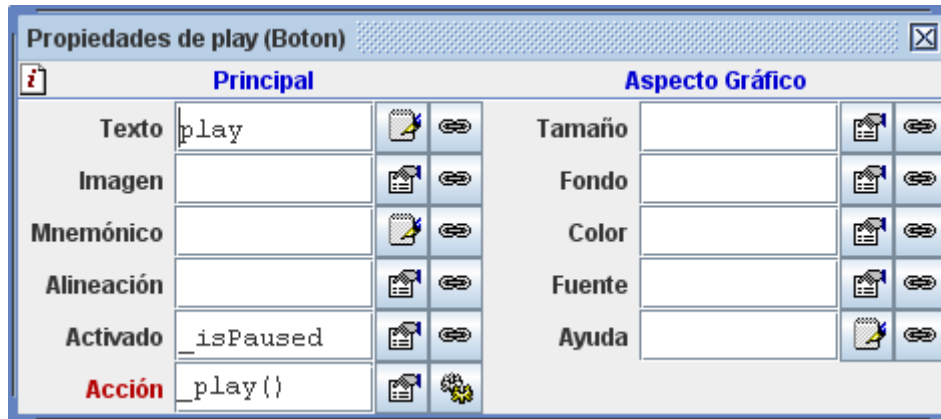 Propiedades de play (Boton)
i Principal Aspecto Gráfico
Texto play Tamaño
Imagen Fondo
Mnemónico Color
Alineación Fuente
Activado _isPaused Ayuda
Acción _play()